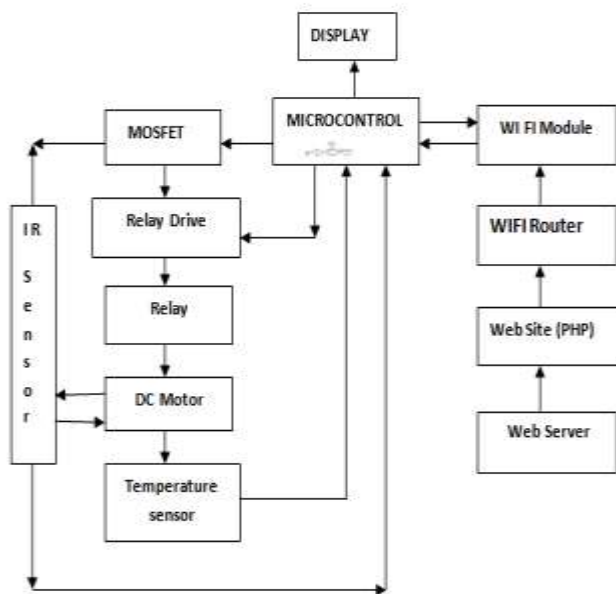 DISPLAY
MICROCONTROL
MOSFET
WI FI Module
Relay Drive
WIFI Router
IR
S
e
n
s
o
r
Relay
Web Site (PHP)
DC Motor
Web Server
Temperature
sensor